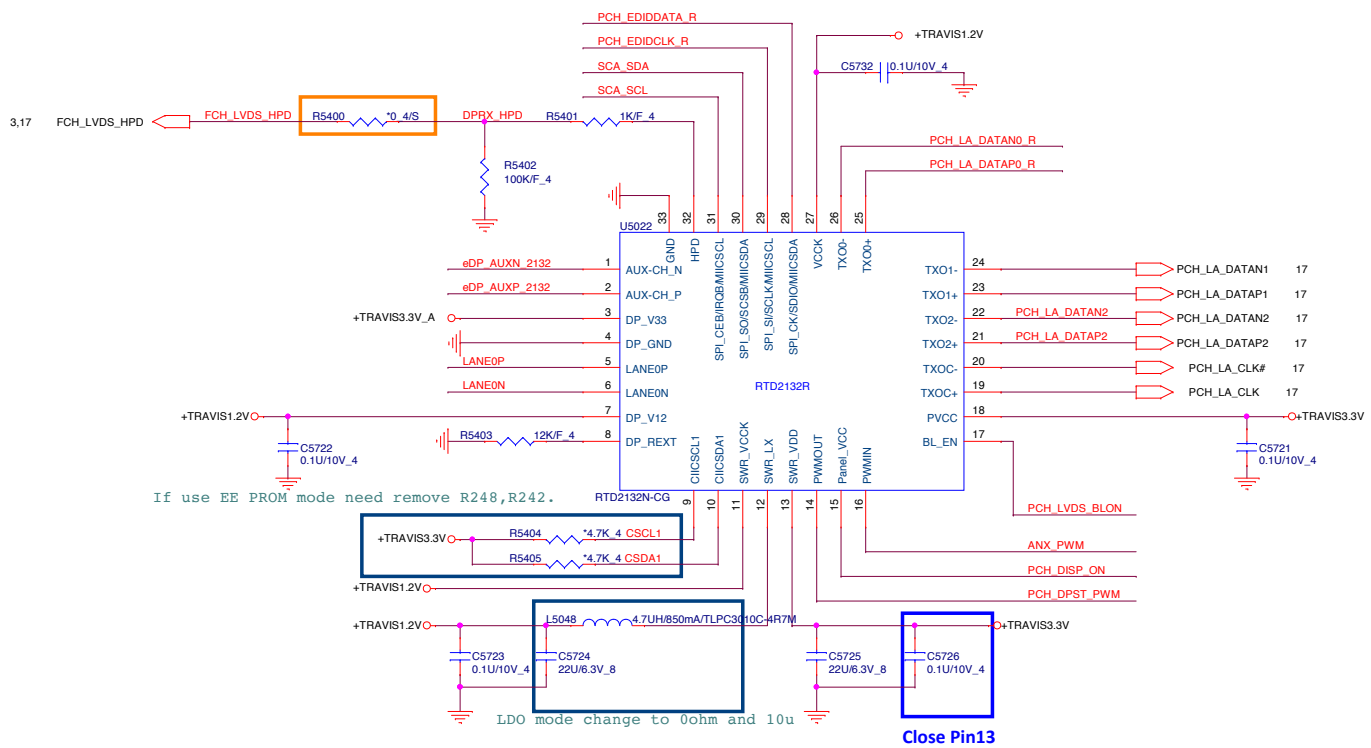 PCH_EDIDDATA_R
PCH_EDIDCLK_R
SCA_SDA
SCA_SCL
+TRAVIS1.2V
C5732 0.1U/10V_4
3,17 FCH_LVDS_HPD FCH_LVDS_HPD R5400 *0_4/S DPRX_HPD R5401 1K/F_4
R5402
100K/F_4
PCH_LA_DATAN0_R
PCH_LA_DATAP0_R
U5022
33 32 31 30 29 28 27 26 25
GND
HPD
SPI_CEB/IRQB/MIICSCL
SPI_SO/SCSB/MIICSDA
SPI_SI/SCLK/MIICSCL
SPI_CK/SDIO/MIICSDA
VCCK
TXO0-
TXO0+
eDP_AUXN_2132 1 AUX-CH_N
eDP_AUXP_2132 2 AUX-CH_P
+TRAVIS3.3V_A 3 DP_V33
4 DP_GND
LANE0P 5 LANE0P
LANE0N 6 LANE0N
+TRAVIS1.2V 7 DP_V12
R5403 12K/F_4 8 DP_REXT
C5722
0.1U/10V_4
RTD2132R
TXO1- 24 PCH_LA_DATAN1 17
TXO1+ 23 PCH_LA_DATAP1 17
TXO2- 22 PCH_LA_DATAN2 PCH_LA_DATAN2 17
TXO2+ 21 PCH_LA_DATAP2 PCH_LA_DATAP2 17
TXOC- 20 PCH_LA_CLK# 17
TXOC+ 19 PCH_LA_CLK 17
PVCC 18 +TRAVIS3.3V
BL_EN 17
C5721
0.1U/10V_4
CIICSCL1
CIICSDA1
SWR_VCCK
SWR_LX
SWR_VDD
PWMOUT
Panel_VCC
PWMIN
RTD2132N-CG
9 10 11 12 13 14 15 16
If use EE PROM mode need remove R248,R242.
+TRAVIS3.3V R5404 *4.7K_4 CSCL1
R5405 *4.7K_4 CSDA1
+TRAVIS1.2V
PCH_LVDS_BLON
ANX_PWM
PCH_DISP_ON
PCH_DPST_PWM
+TRAVIS1.2V L5048 4.7UH/850mA/TLPC3010C-4R7M
+TRAVIS3.3V
C5723
0.1U/10V_4
C5724
22U/6.3V_8
C5725
22U/6.3V_8
C5726
0.1U/10V_4
LDO mode change to 0ohm and 10u
Close Pin13